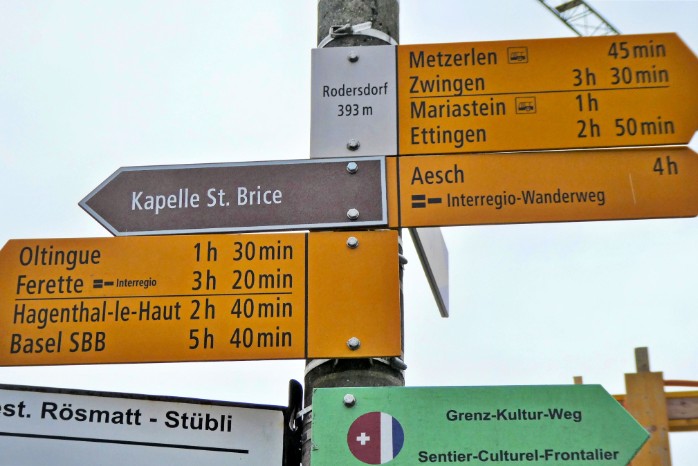 Rodersdorf
393 m
Metzerlen 45 min
Zwingen 3 h 30 min
Mariastein 1 h
Ettingen 2 h 50 min
Aesch 4 h
Interregio-Wanderweg
Kapelle St. Brice
Oltingue 1 h 30 min
Ferette Interregio 3 h 20 min
Hagenthal-le-Haut 2 h 40 min
Basel SBB 5 h 40 min
est. Rösmatt - Stübli
Grenz-Kultur-Weg
Sentier-Culturel-Frontalier